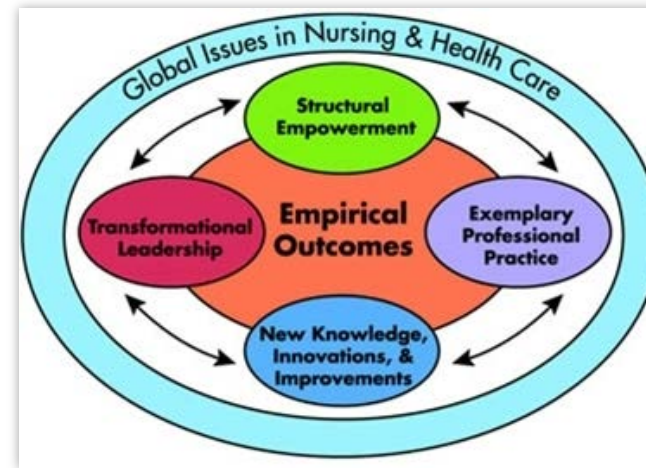 Global Issues in Nursing & Health Care
Structural
Empowerment
Transformational
Leadership
Empirical
Outcomes
Exemplary
Professional
Practice
New Knowledge,
Innovations, &
Improvements